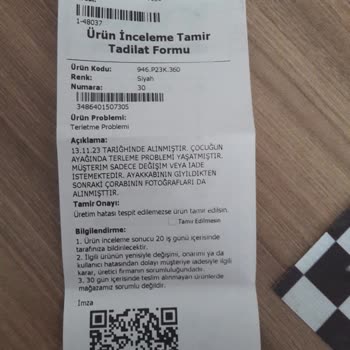 1-48037
Ürün İnceleme Tamir
Tadilat Formu
Ürün Kodu: 946.P23K.360
Renk: Siyah
Numara: 30
3486401507305
Ürün Problemi:
Terletme Problemi
Açıklama:
13.11.23 TARİĞHİNDE ALINMIŞTIR. ÇOCUĞUN
AYAĞINDA TERLEME PROBLEMİ YAŞATMIŞTIR.
MÜŞTERİM SADECE DEĞİŞİM VEYA İADE
İSTEMEKTEDİR. AYAKKABININ GİYİLDİKTEN
SONRAKİ ÇORABININ FOTOĞRAFLARI DA
ALINMIŞTTIR.
Tamir Onayı:
Üretim hatası tespit edilemezse ürün tamir edilsin.
Tamir Edilmesin
Bilgilendirme:
1. Ürün inceleme sonucu 20 iş günü içerisinde
tarafınıza bildirilecektir.
2. İlgili ürünün yenisiyle değişimi, onarımı ya da
kullanıcı hatasından dolayı müşteriye iadesiyle ilgili
karar, üretici firmanın sorumluluğundadır.
3. 30 gün içerisinde teslim alınmayan ürünlerde
mağazamız sorumlu değildir.
İmza